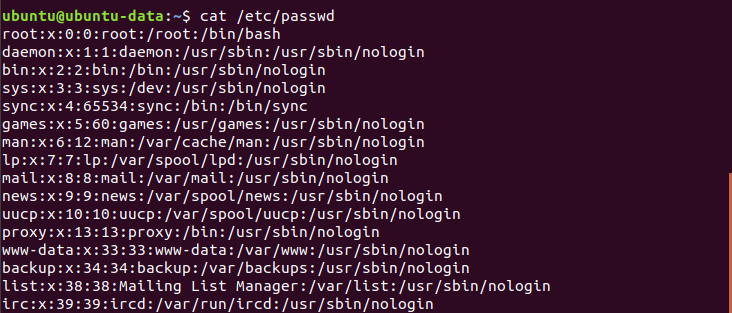 ubuntu@ubuntu-data:~$ cat /etc/passwd
root:x:0:0:root:/root:/bin/bash
daemon:x:1:1:daemon:/usr/sbin:/usr/sbin/nologin
bin:x:2:2:bin:/bin:/usr/sbin/nologin
sys:x:3:3:sys:/dev:/usr/sbin/nologin
sync:x:4:65534:sync:/bin:/bin/sync
games:x:5:60:games:/usr/games:/usr/sbin/nologin
man:x:6:12:man:/var/cache/man:/usr/sbin/nologin
lp:x:7:7:lp:/var/spool/lpd:/usr/sbin/nologin
mail:x:8:8:mail:/var/mail:/usr/sbin/nologin
news:x:9:9:news:/var/spool/news:/usr/sbin/nologin
uucp:x:10:10:uucp:/var/spool/uucp:/usr/sbin/nologin
proxy:x:13:13:proxy:/bin:/usr/sbin/nologin
www-data:x:33:33:www-data:/var/www:/usr/sbin/nologin
backup:x:34:34:backup:/var/backups:/usr/sbin/nologin
list:x:38:38:Mailing List Manager:/var/list:/usr/sbin/nologin
irc:x:39:39:ircd:/var/run/ircd:/usr/sbin/nologin